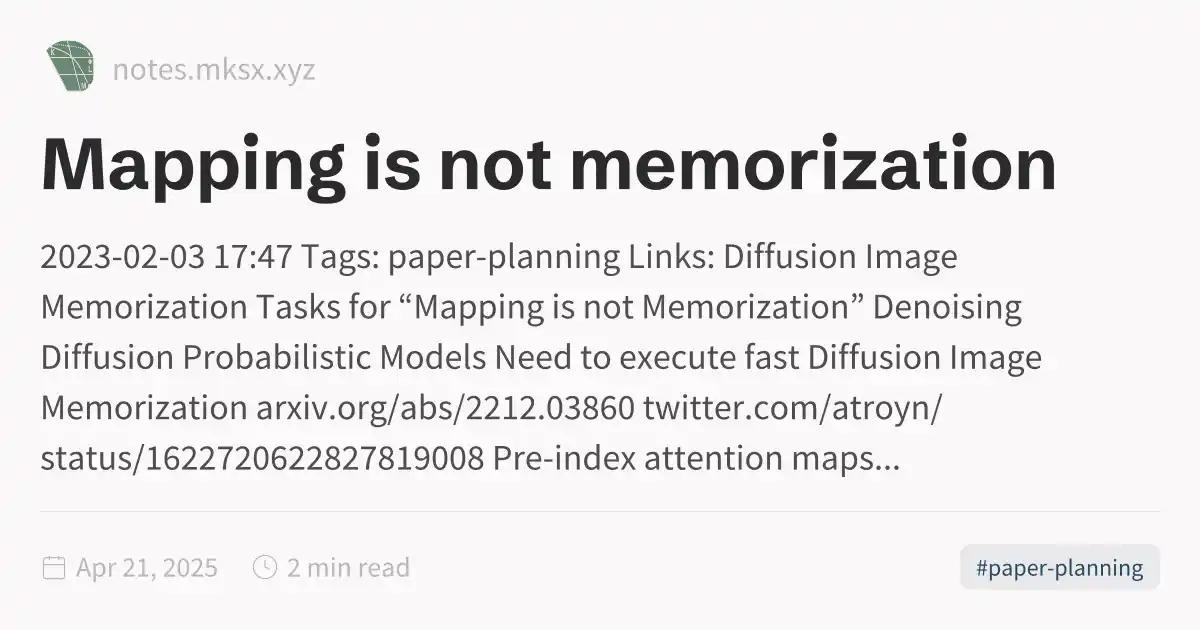 notes.mksx.xyz
Mapping is not memorization
2023-02-03 17:47 Tags: paper-planning Links: Diffusion Image
Memorization Tasks for “Mapping is not Memorization” Denoising
Diffusion Probabilistic Models Need to execute fast Diffusion Image
Memorization arxiv.org/abs/2212.03860 twitter.com/atroyn/
status/1622720622827819008 Pre-index attention maps...
Apr 21, 2025 2 min read #paper-planning